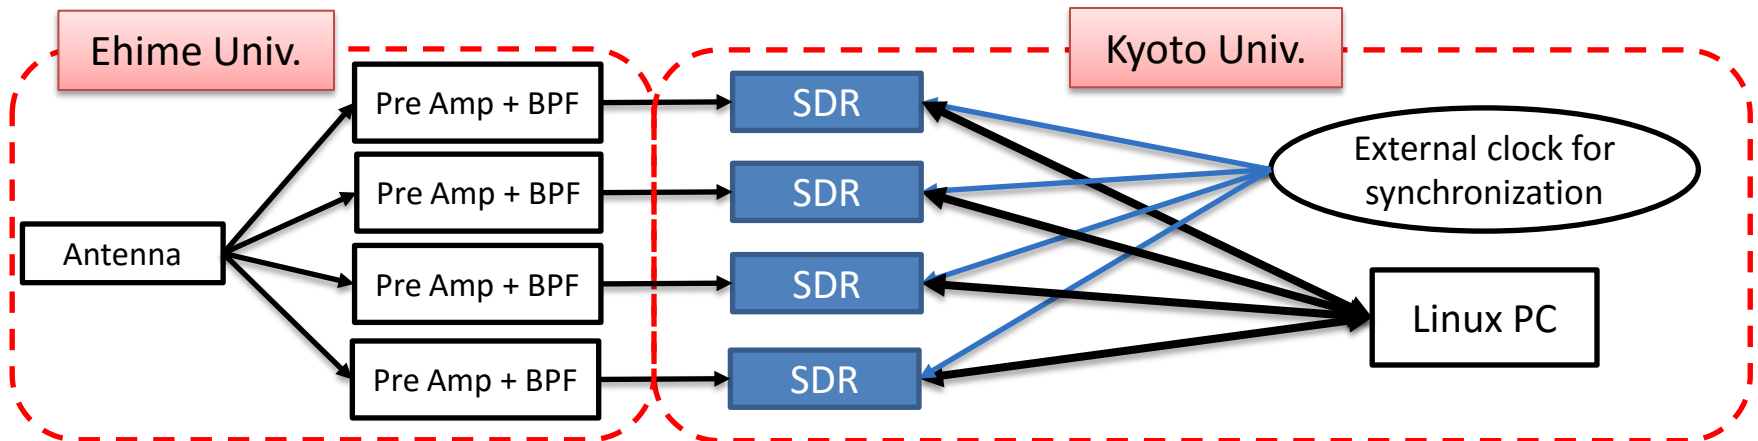 Ehime Univ.
Kyoto Univ.
Antenna
Pre Amp + BPF
Pre Amp + BPF
Pre Amp + BPF
Pre Amp + BPF
SDR
SDR
SDR
SDR
External clock for
synchronization
Linux PC